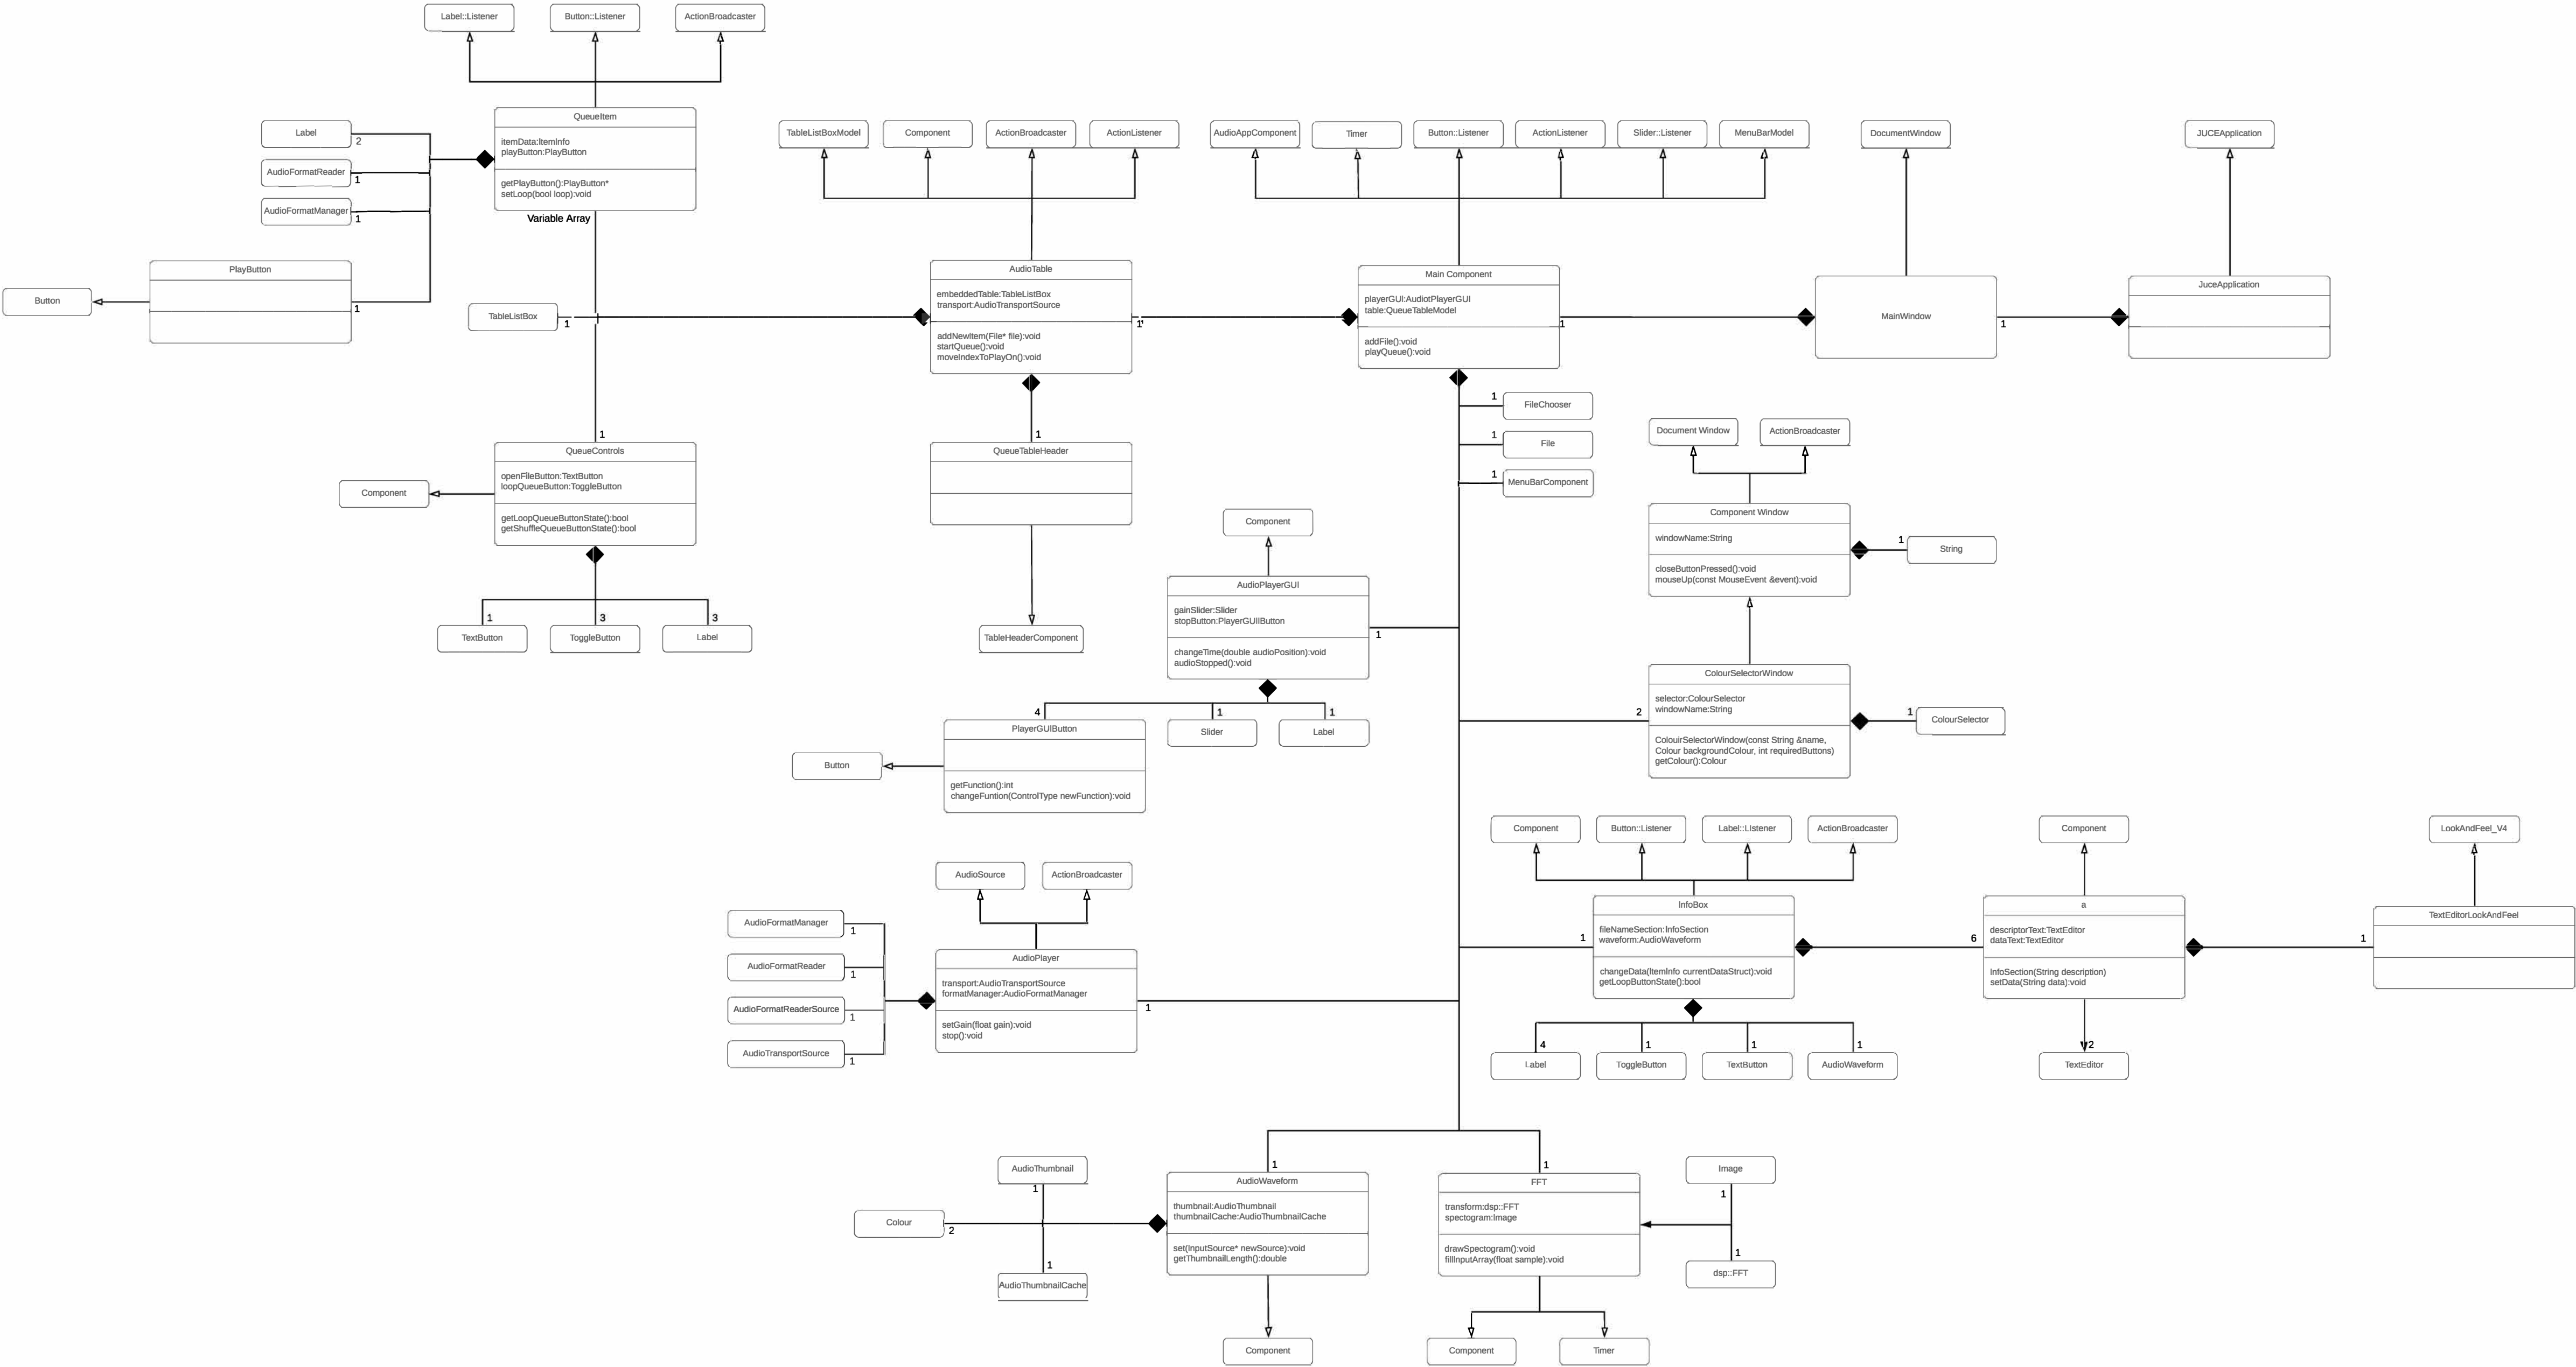 Label::Listener
Button::Listener
ActionBroadcaster
QueueItem
itemData:ItemInfo
playButton:PlayButton
getPlayButton():PlayButton*
setLoop(bool loop):void
Variable Array
Label
2
AudioFormatReader
1
AudioFormatManager
1
PlayButton
1
Button
TableListBoxModel
Component
ActionBroadcaster
ActionListener
AudioAppComponent
Timer
Button::Listener
ActionListener
Slider::Listener
MenuBarModel
DocumentWindow
JUCEApplication
TableListBox
1
AudioTable
embeddedTable:TableListBox
transport:AudioTransportSource
addNewItem(File* file):void
startQueue():void
moveIndexToPlayOn():void
1
Main Component
playerGUI:AudiotPlayerGUI
table:QueueTableModel
addFile():void
playQueue():void
1
MainWindow
1
JuceApplication
1
QueueControls
openFileButton:TextButton
loopQueueButton:ToggleButton
getLoopQueueButtonState():bool
getShuffleQueueButtonState():bool
Component
1
TextButton
3
ToggleButton
3
Label
1
QueueTableHeader
TableHeaderComponent
1
FileChooser
1
File
1
MenuBarComponent
Document Window
ActionBroadcaster
Component Window
windowName:String
closeButtonPressed():void
mouseUp(const MouseEvent &event):void
1
String
Component
AudioPlayerGUI
gainSlider:Slider
stopButton:PlayerGUIIButton
changeTime(double audioPosition):void
audioStopped():void
1
4
1
1
PlayerGUIButton
getFunction():int
changeFuntion(ControlType newFunction):void
Slider
Label
Button
ColourSelectorWindow
selector:ColourSelector
windowName:String
ColouirSelectorWindow(const String &name,
Colour backgroundColour, int requiredButtons)
getColour():Colour
2
1
ColourSelector
Component
Button::Listener
Label::LIstener
ActionBroadcaster
Component
LookAndFeel_V4
InfoBox
fileNameSection:InfoSection
waveform:AudioWaveform
changeData(ItemInfo currentDataStruct):void
getLoopButtonState():bool
1
6
a
descriptorText:TextEditor
dataText:TextEditor
InfoSection(String description)
setData(String data):void
1
TextEditorLookAndFeel
4
Label
1
ToggleButton
1
TextButton
1
AudioWaveform
2
TextEditor
AudioSource
ActionBroadcaster
AudioFormatManager
1
AudioFormatReader
1
AudioFormatReaderSource
1
AudioTransportSource
1
AudioPlayer
transport:AudioTransportSource
formatManager:AudioFormatManager
setGain(float gain):void
stop():void
1
AudioThumbnail
1
Colour
2
1
AudioThumbnailCache
1
AudioWaveform
thumbnail:AudioThumbnail
thumbnailCache:AudioThumbnailCache
set(InputSource* newSource):void
getThumbnailLength():double
Component
1
FFT
transform:dsp::FFT
spectogram:Image
drawSpectogram():void
fillInputArray(float sample):void
Image
1
1
dsp::FFT
Component
Timer